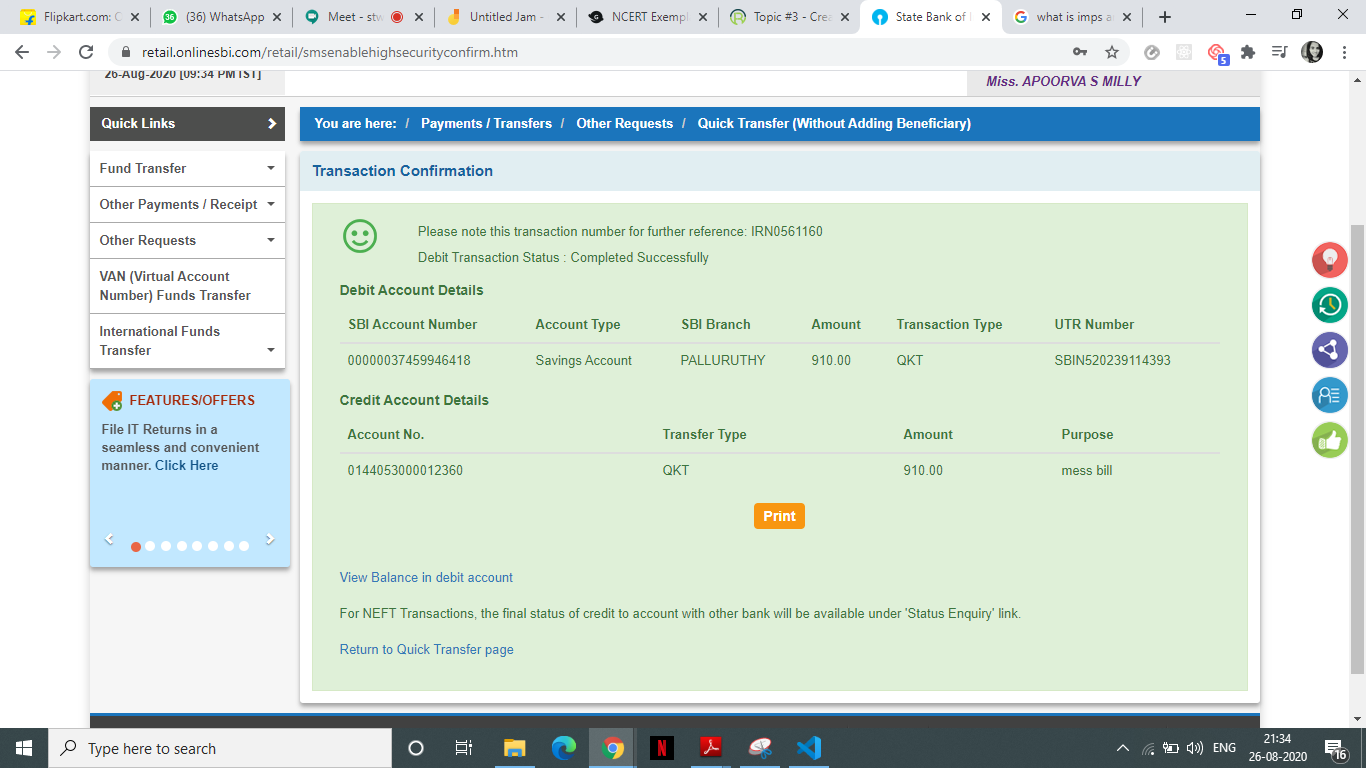 Flipkart.com: C
(36) WhatsApp
Meet - stw
Untitled Jam -
NCERT Exempl
Topic #3 - Crea
State Bank of I
what is imps a
retail.onlinesbi.com/retail/smsenablehighsecurityconfirm.htm
5
26-Aug-2020 [09:34 PM IST]
Miss. APOORVA S MILLY
Quick Links
You are here: / Payments / Transfers / Other Requests / Quick Transfer (Without Adding Beneficiary)
Fund Transfer
Other Payments / Receipt
Other Requests
VAN (Virtual Account
Number) Funds Transfer
International Funds
Transfer
FEATURES/OFFERS
File IT Returns in a
seamless and convenient
manner. Click Here
Transaction Confirmation
Please note this transaction number for further reference: IRN0561160
Debit Transaction Status : Completed Successfully
Debit Account Details
SBI Account Number Account Type SBI Branch Amount Transaction Type UTR Number
00000037459946418 Savings Account PALLURUTHY 910.00 QKT SBIN520239114393
Credit Account Details
Account No. Transfer Type Amount Purpose
0144053000012360 QKT 910.00 mess bill
Print
View Balance in debit account
For NEFT Transactions, the final status of credit to account with other bank will be available under 'Status Enquiry' link.
Return to Quick Transfer page
Type here to search
ENG
21:34
26-08-2020
16